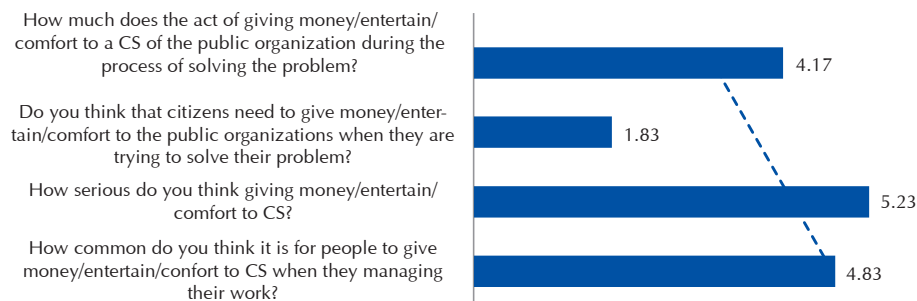 How much does the act of giving money/entertain/
comfort to a CS of the public organization during the
process of solving the problem?
4.17
Do you think that citizens need to give money/enter-
tain/comfort to the public organizations when they are
trying to solve their problem?
1.83
How serious do you think giving money/entertain/
comfort to CS?
5.23
How common do you think it is for people to give
money/entertain/confort to CS when they managing
their work?
4.83